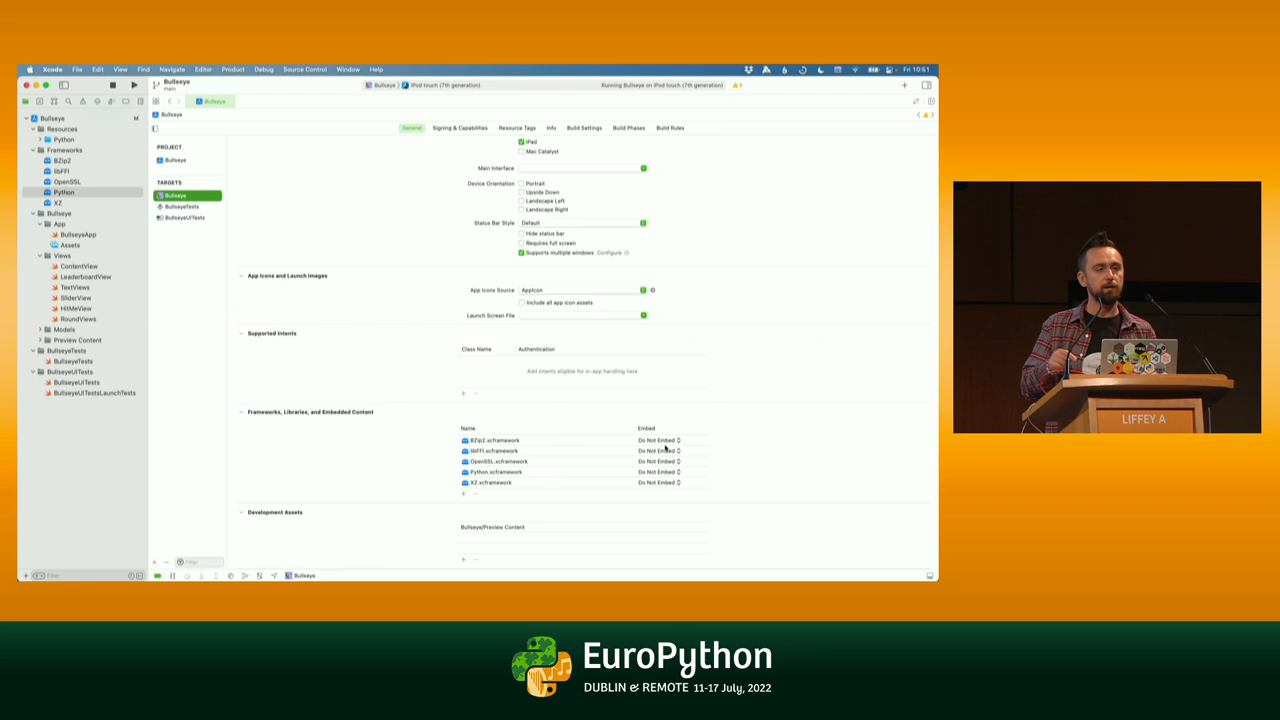 Xcode File Edit View Find Navigate Editor Product Debug Source Control Window Help Fri 10:51
Bullseye
main
Bullseye iPod touch (7th generation) Running Bullseye on iPod touch (7th generation) 1
Bullseye
Bullseye
Bullseye M
Resources
Python
Frameworks
BZip2
libFFI
OpenSSL
Python
XZ
Bullseye
App
BullseyeApp
Assets
Views
ContentView
LeaderboardView
TextViews
SliderView
HitMeView
RoundViews
Models
Preview Content
BullseyeTests
BullseyeTests
BullseyeUITests
BullseyeUITests
BullseyeUITestsLaunchTests
Filter
PROJECT
Bullseye
TARGETS
Bullseye
BullseyeTests
BullseyeUITests
Filter
General Signing & Capabilities Resource Tags Info Build Settings Build Phases Build Rules
iPad
Mac Catalyst
Main Interface
Device Orientation Portrait
Upside Down
Landscape Left
Landscape Right
Status Bar Style Default
Hide status bar
Requires full screen
Supports multiple windows Configure
App Icons and Launch Images
App Icons Source AppIcon
Include all app icon assets
Launch Screen File
Supported Intents
Class Name Authentication
Add intents eligible for in-app handling here
Frameworks, Libraries, and Embedded Content
Name Embed
BZip2.xcframework Do Not Embed
libFFI.xcframework Do Not Embed
OpenSSL.xcframework Do Not Embed
Python.xcframework Do Not Embed
XZ.xcframework Do Not Embed
Development Assets
Bullseye/Preview Content
Bullseye
LIFFEY A
EuroPython
DUBLIN & REMOTE 11-17 July, 2022